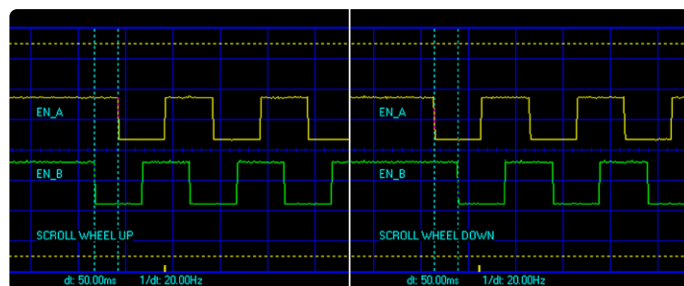 EN_A
EN_B
SCROLL WHEEL UP
dt: 50.00ms 1/dt: 20.00Hz
EN_A
EN_B
SCROLL WHEEL DOWN
dt: 50.00ms 1/dt: 20.00Hz